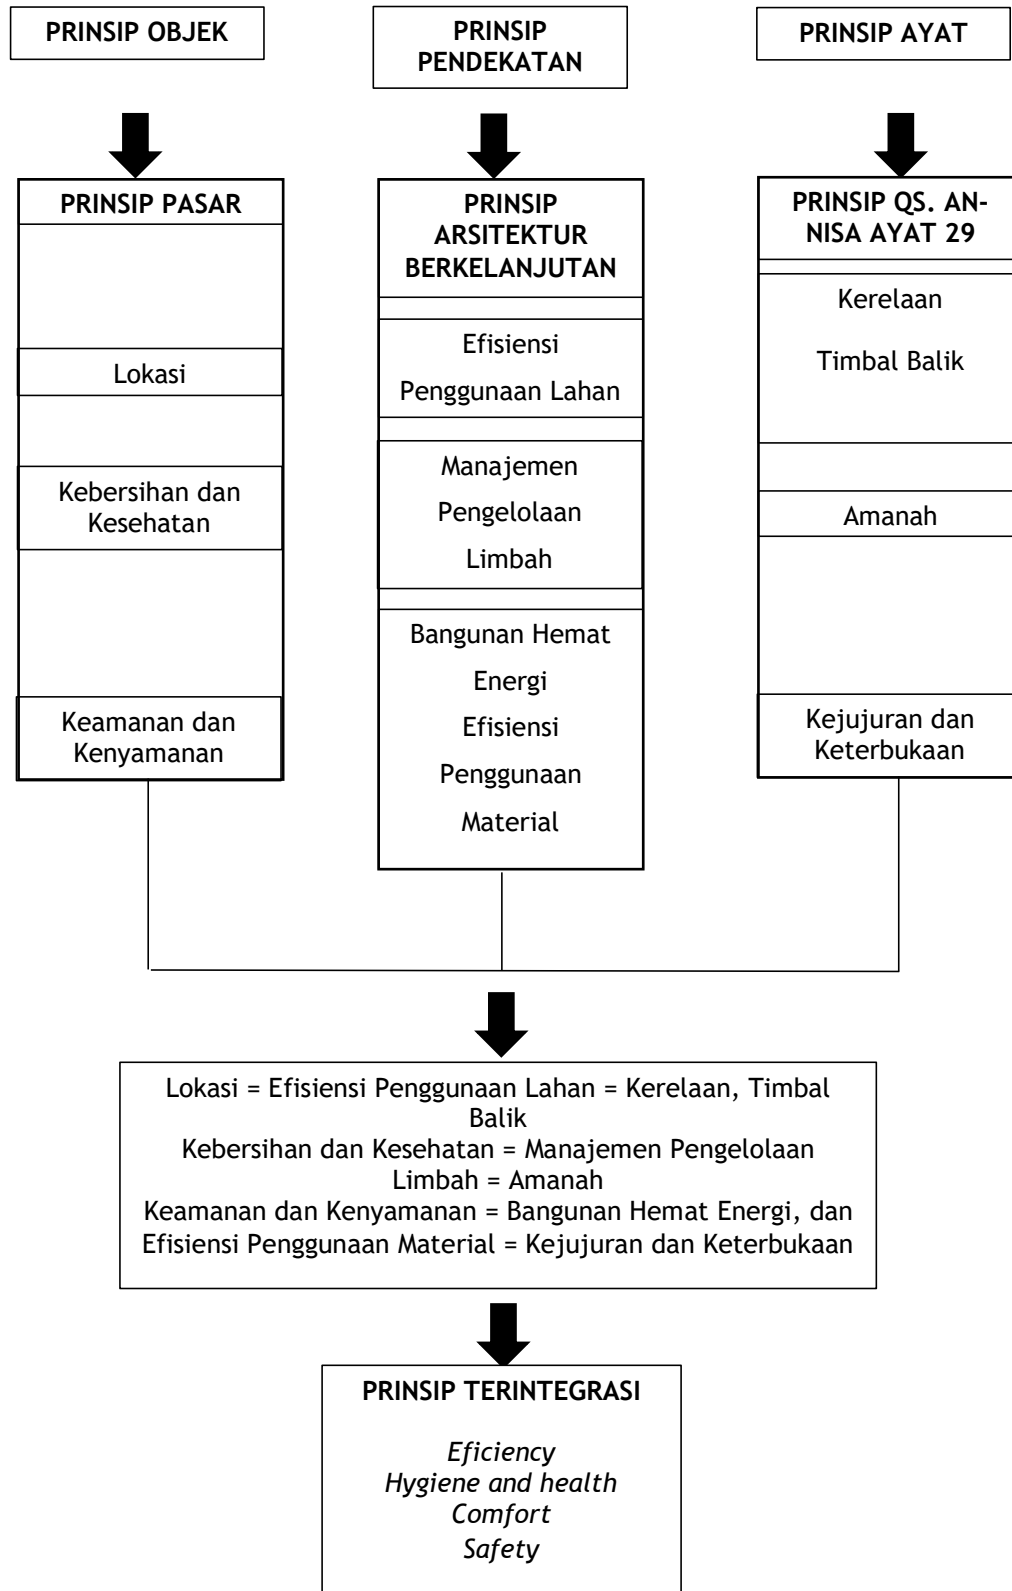 PRINSIP OBJEK
PRINSIP
PENDEKATAN
PRINSIP AYAT
PRINSIP PASAR
Lokasi
Kebersihan dan
Kesehatan
Keamanan dan
Kenyamanan
PRINSIP
ARSITEKTUR
BERKELANJUTAN
Efisiensi
Penggunaan Lahan
Manajemen
Pengelolaan
Limbah
Bangunan Hemat
Energi
Efisiensi
Penggunaan
Material
PRINSIP QS. AN-
NISA AYAT 29
Kerelaan
Timbal Balik
Amanah
Kejujuran dan
Keterbukaan
Lokasi = Efisiensi Penggunaan Lahan = Kerelaan, Timbal
Balik
Kebersihan dan Kesehatan = Manajemen Pengelolaan
Limbah = Amanah
Keamanan dan Kenyamanan = Bangunan Hemat Energi, dan
Efisiensi Penggunaan Material = Kejujuran dan Keterbukaan
PRINSIP TERINTEGRASI
Eficiency
Hygiene and health
Comfort
Safety